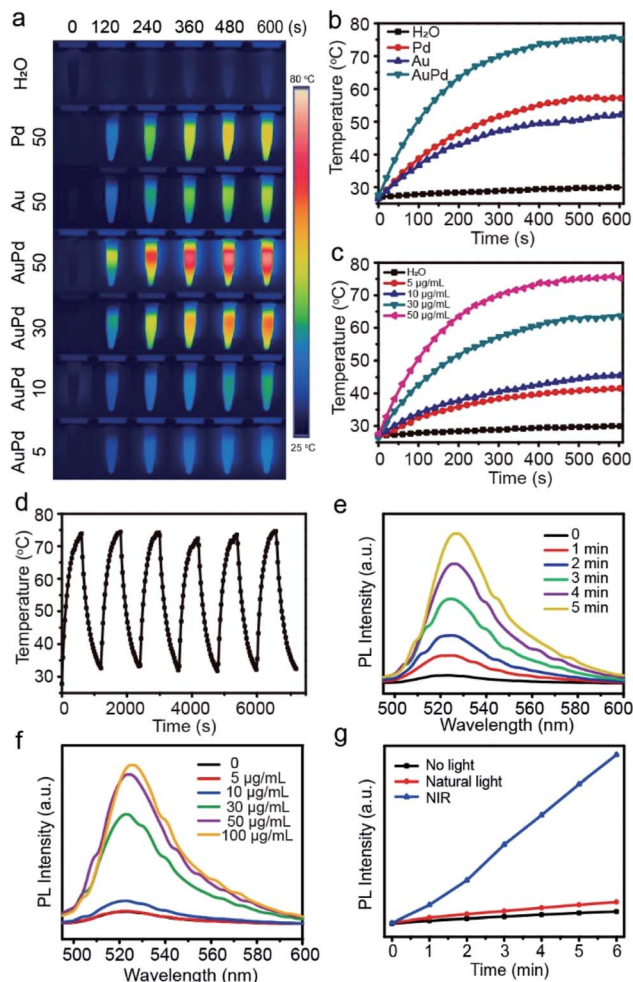 a
0 120 240 360 480 600 (s)
H₂O
Pd 50
Au 50
AuPd 50
AuPd 30
AuPd 10
AuPd 5
80 °C
25 °C
b
Temperature (°C)
80
70
60
50
40
30
H₂O
Pd
Au
AuPd
0 100 200 300 400 500 600
Time (s)
c
Temperature (°C)
80
70
60
50
40
30
H₂O
5 µg/mL
10 µg/mL
30 µg/mL
50 µg/mL
0 100 200 300 400 500 600
Time (s)
d
Temperature (°C)
80
70
60
50
40
30
0 2000 4000 6000
Time (s)
e
PL Intensity (a.u.)
0
1 min
2 min
3 min
4 min
5 min
500 520 540 560 580 600
Wavelength (nm)
f
PL Intensity (a.u.)
0
5 µg/mL
10 µg/mL
30 µg/mL
50 µg/mL
100 µg/mL
500 520 540 560 580 600
Wavelength (nm)
g
PL Intensity (a.u.)
No light
Natural light
NIR
0 1 2 3 4 5 6
Time (min)